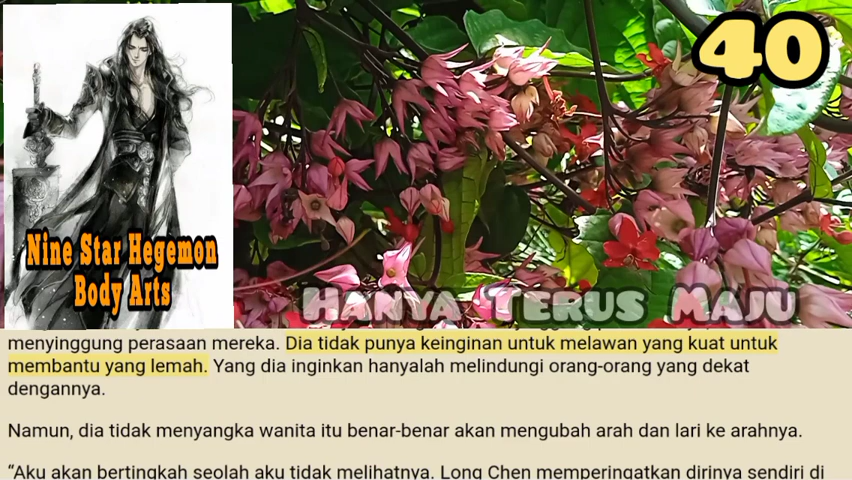 40
Nine Star Hegemon
Body Arts
Hanya Terus Maju
menyinggung perasaan mereka. Dia tidak punya keinginan untuk melawan yang kuat untuk
membantu yang lemah. Yang dia inginkan hanyalah melindungi orang-orang yang dekat
dengannya.
Namun, dia tidak menyangka wanita itu benar-benar akan mengubah arah dan lari ke arahnya.
“Aku akan bertingkah seolah aku tidak melihatnya. Long Chen memperingatkan dirinya sendiri di